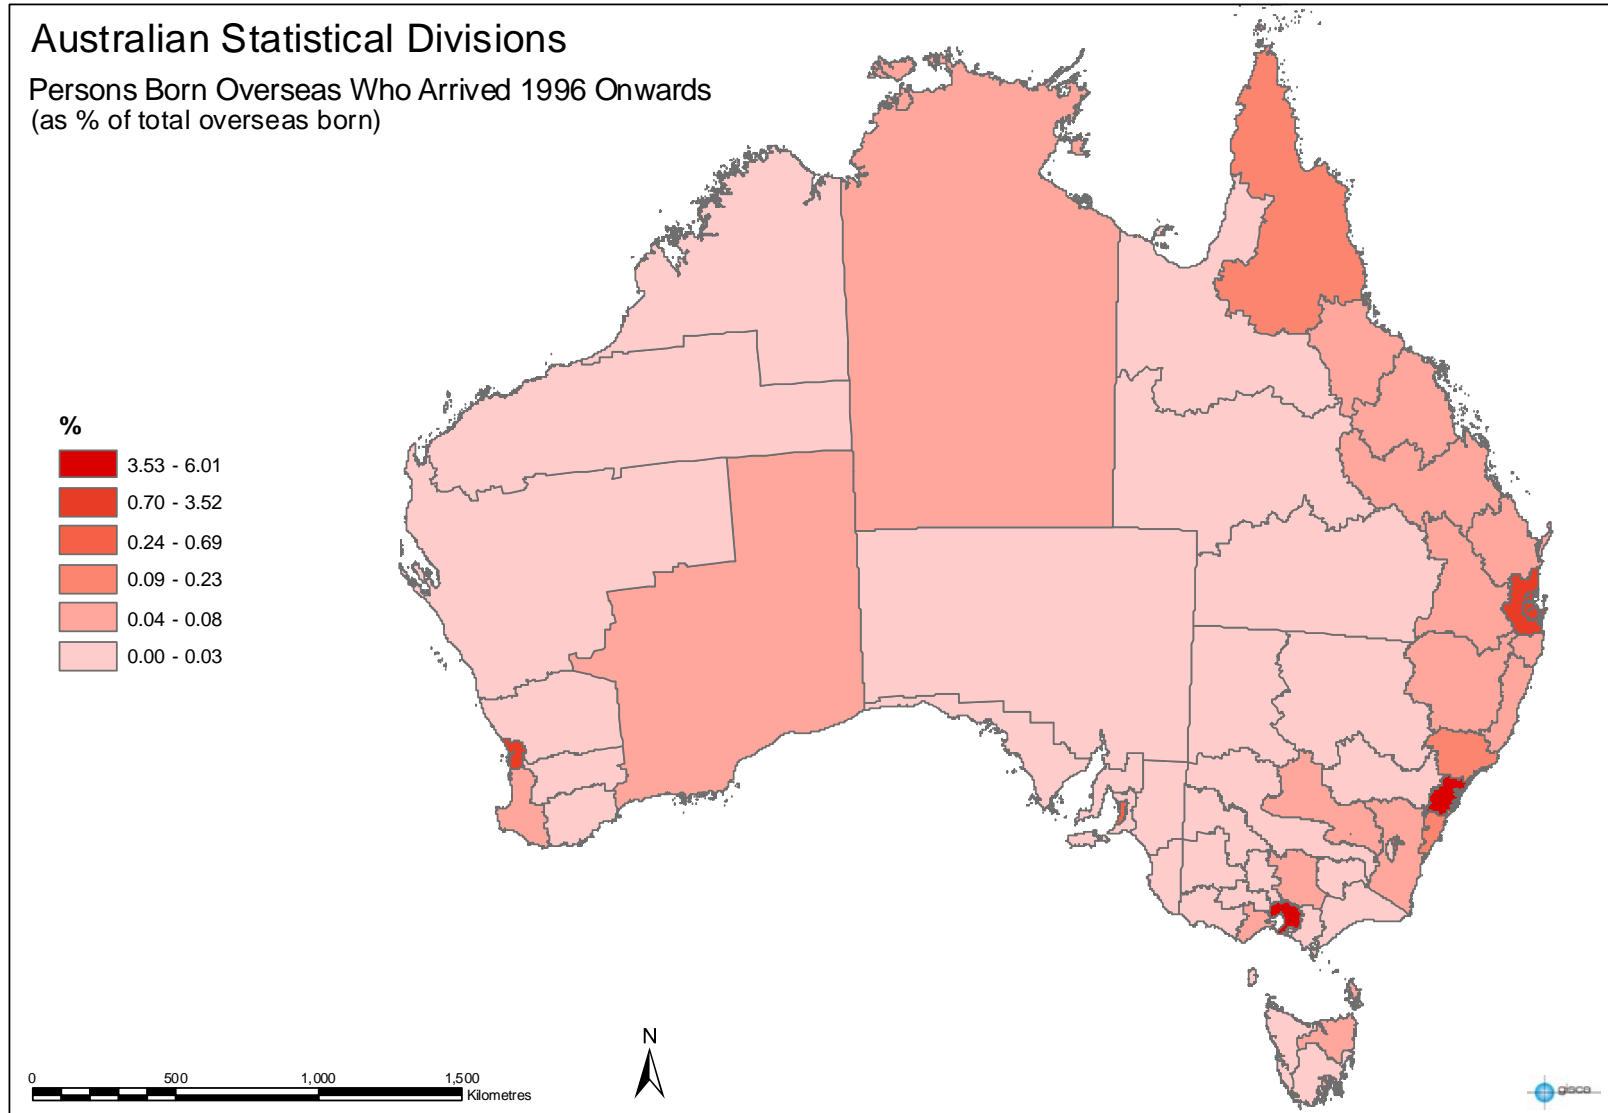 Australian Statistical Divisions
Persons Born Overseas Who Arrived 1996 Onwards
(as % of total overseas born)
%
3.53 - 6.01
0.70 - 3.52
0.24 - 0.69
0.09 - 0.23
0.04 - 0.08
0.00 - 0.03
N
0 500 1,000 1,500
Kilometres
gisca